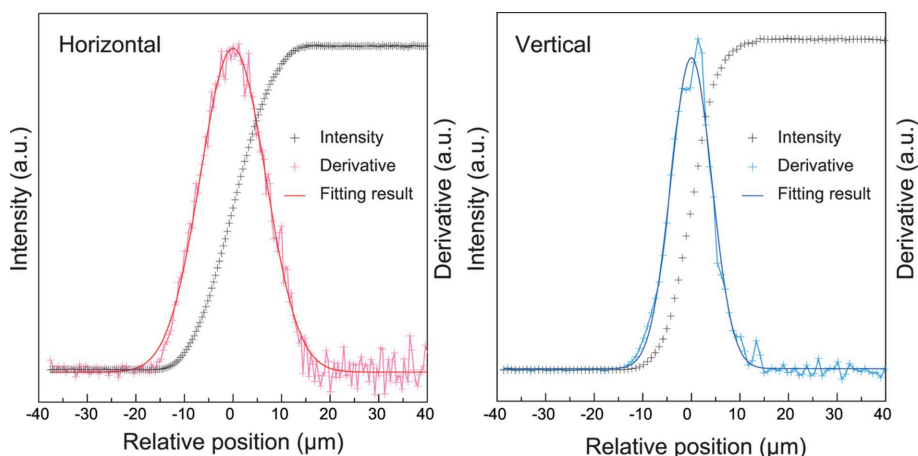 Horizontal
Intensity
Derivative
Fitting result
Intensity (a.u.)
Derivative (a.u.)
-40 -30 -20 -10 0 10 20 30 40
Relative position (µm)
Vertical
Intensity
Derivative
Fitting result
Intensity (a.u.)
Derivative (a.u.)
-40 -30 -20 -10 0 10 20 30 40
Relative position (µm)